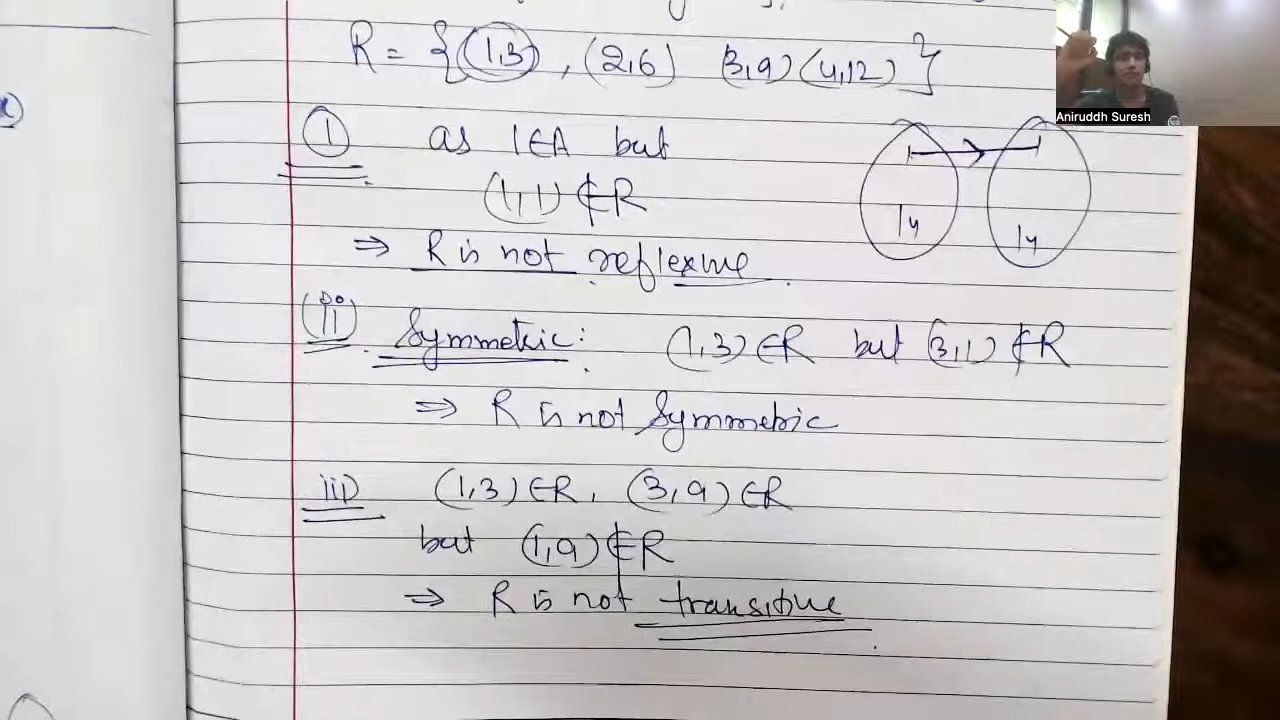 R = {(1,3), (2,6) (3,9) (4,12)}
Aniruddh Suresh
(1) as 1∈A but
(1,1) ∉ R
1 1
14 14
⇒ R is not reflexive.
(ii) Symmetric: (1,3) ∈R but (3,1) ∉R
⇒ R is not Symmetric
iii) (1,3) ∈R, (3,9) ∈R
but (1,9) ∉ R
⇒ R is not transitive